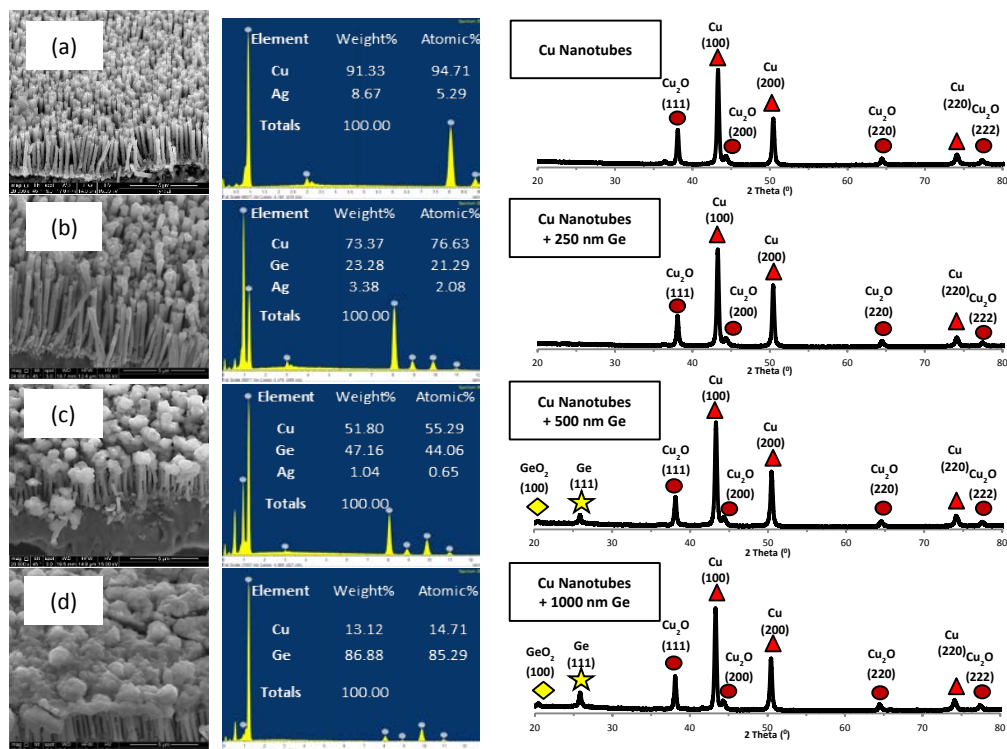 (a)
Element Weight% Atomic%
Cu 91.33 94.71
Ag 8.67 5.29
Totals 100.00
Cu Nanotubes
Cu
(100)
Cu
(200)
Cu2O
(111)
Cu2O
(200)
Cu2O
(220)
Cu
(220)
Cu2O
(222)
20 30 40 50 60 70 80
2 Theta (⁰)
(b)
Element Weight% Atomic%
Cu 73.37 76.63
Ge 23.28 21.29
Ag 3.38 2.08
Totals 100.00
Cu Nanotubes
+ 250 nm Ge
Cu
(100)
Cu
(200)
Cu2O
(111)
Cu2O
(200)
Cu2O
(220)
Cu
(220)
Cu2O
(222)
20 30 40 50 60 70 80
2 Theta (⁰)
(c)
Element Weight% Atomic%
Cu 51.80 55.29
Ge 47.16 44.06
Ag 1.04 0.65
Totals 100.00
Cu Nanotubes
+ 500 nm Ge
Cu
(100)
Cu
(200)
GeO2
(100)
Ge
(111)
Cu2O
(111)
Cu2O
(200)
Cu2O
(220)
Cu
(220)
Cu2O
(222)
20 30 40 50 60 70 80
2 Theta (⁰)
(d)
Element Weight% Atomic%
Cu 13.12 14.71
Ge 86.88 85.29
Totals 100.00
Cu Nanotubes
+ 1000 nm Ge
Cu
(100)
Cu
(200)
GeO2
(100)
Ge
(111)
Cu2O
(111)
Cu2O
(200)
Cu2O
(220)
Cu
(220)
Cu2O
(222)
20 30 40 50 60 70 80
2 Theta (⁰)